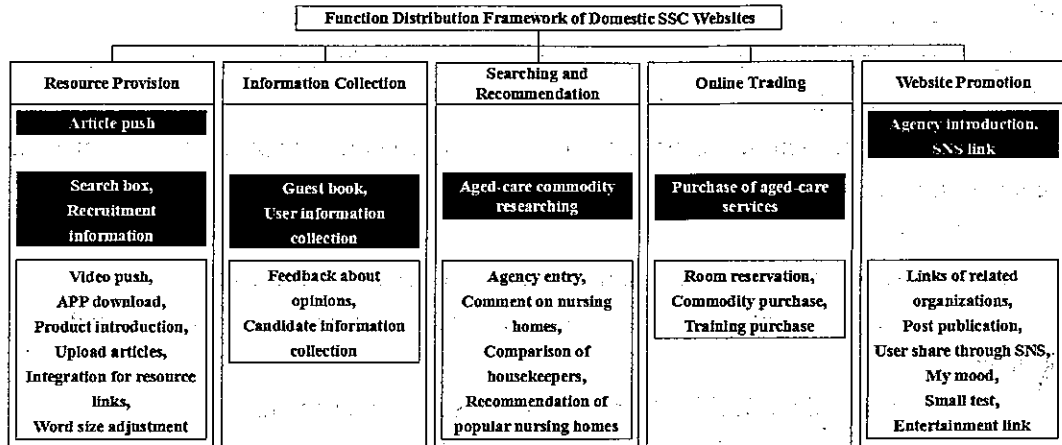 Function Distribution Framework of Domestic SSC Websites
Resource Provision
Article push
Search box,
Recruitment
information
Video push,
APP download,
Product introduction,
Upload articles,
Integration for resource
links,
Word size adjustment
Information Collection
Guest book,
User information
collection
Feedback about
opinions,
Candidate information
collection
Searching and
Recommendation
Aged-care commodity
researching
Agency entry,
Comment on nursing
homes,
Comparison of
housekeepers,
Recommendation of
popular nursing homes
Online Trading
Purchase of aged-care
services
Room reservation,
Commodity purchase,
Training purchase
Website Promotion
Agency introduction,
SNS link
Links of related
organizations,
Post publication,
User share through SNS,
My mood,
Small test,
Entertainment link